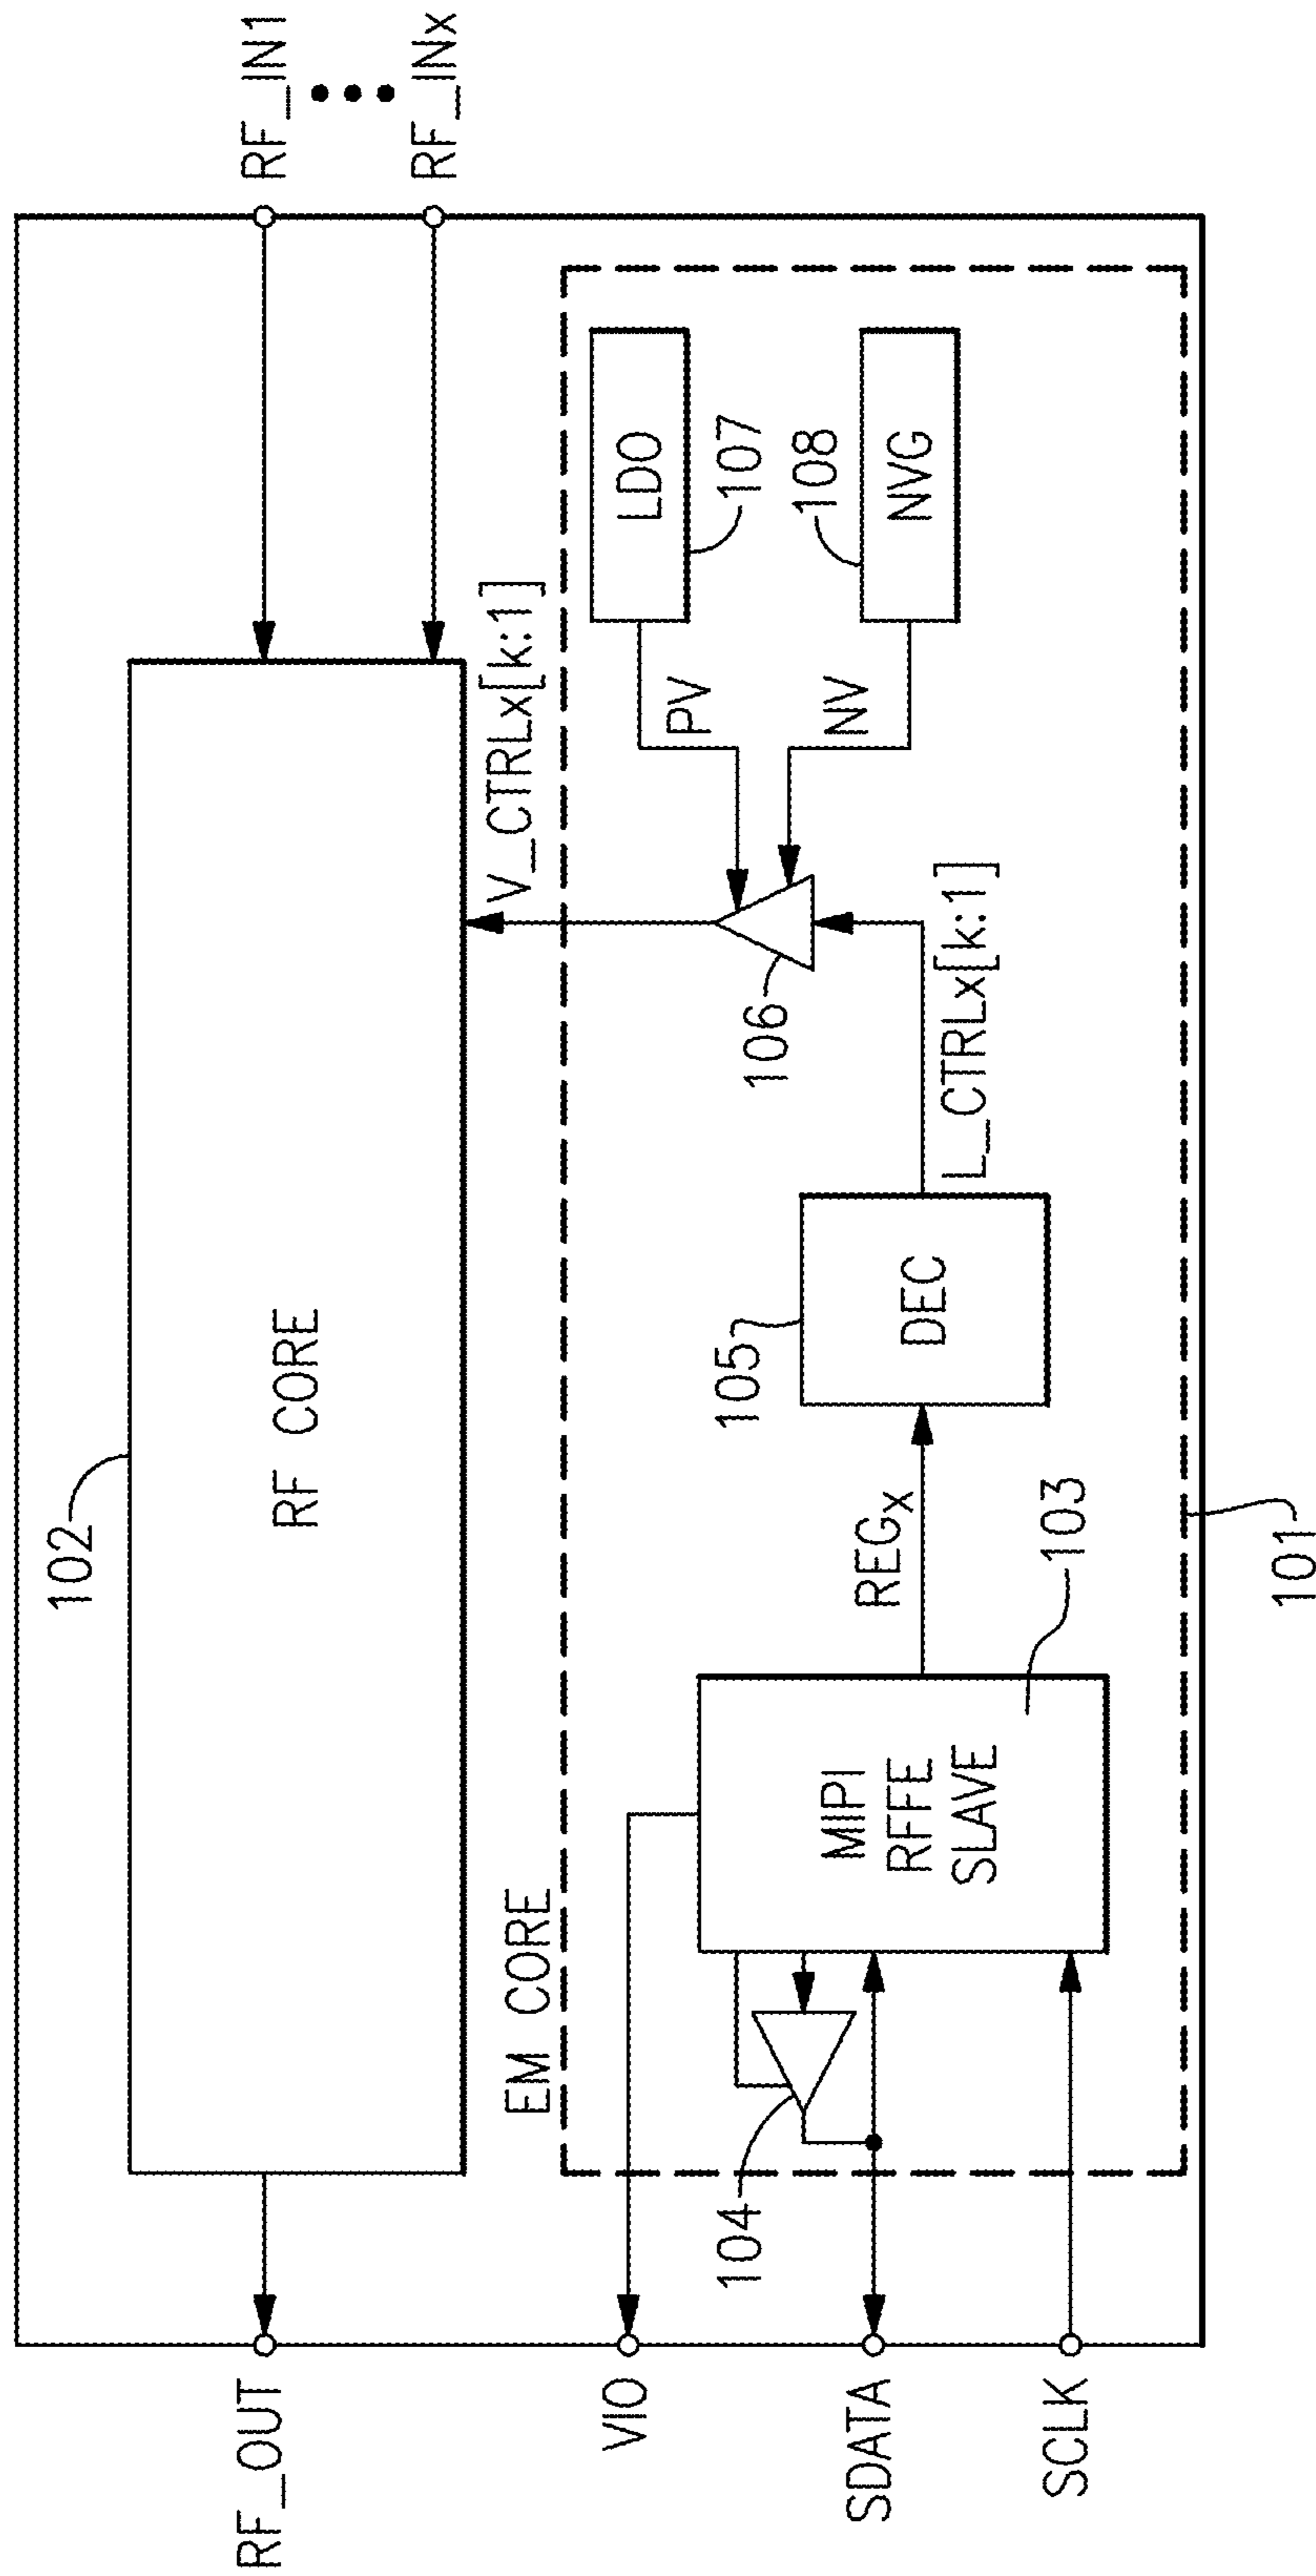 102
RF CORE
RF_OUT
RF_IN1
RF_INx
V_CTRLx[k:1]
EM CORE
VIO
SDATA
SCLK
104
MIPI
RFFE
SLAVE
103
REGx
105
DEC
L_CTRLx[k:1]
106
PV
NV
LDO
107
108
NVG
101